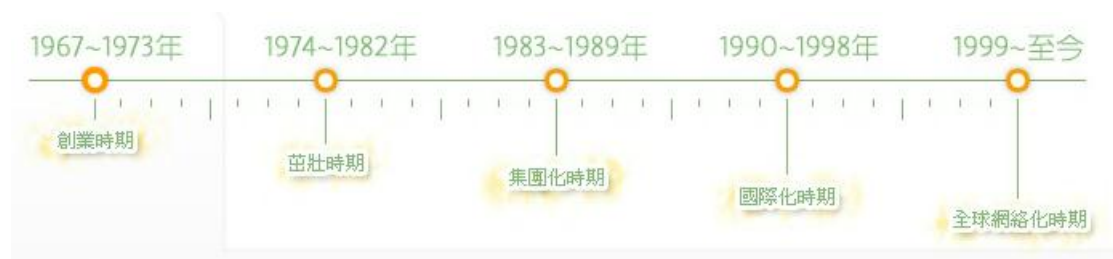 1967~1973年
1974~1982年
1983~1989年
1990~1998年
1999~至今
創業時期
茁壯時期
集團化時期
國際化時期
全球網絡化時期